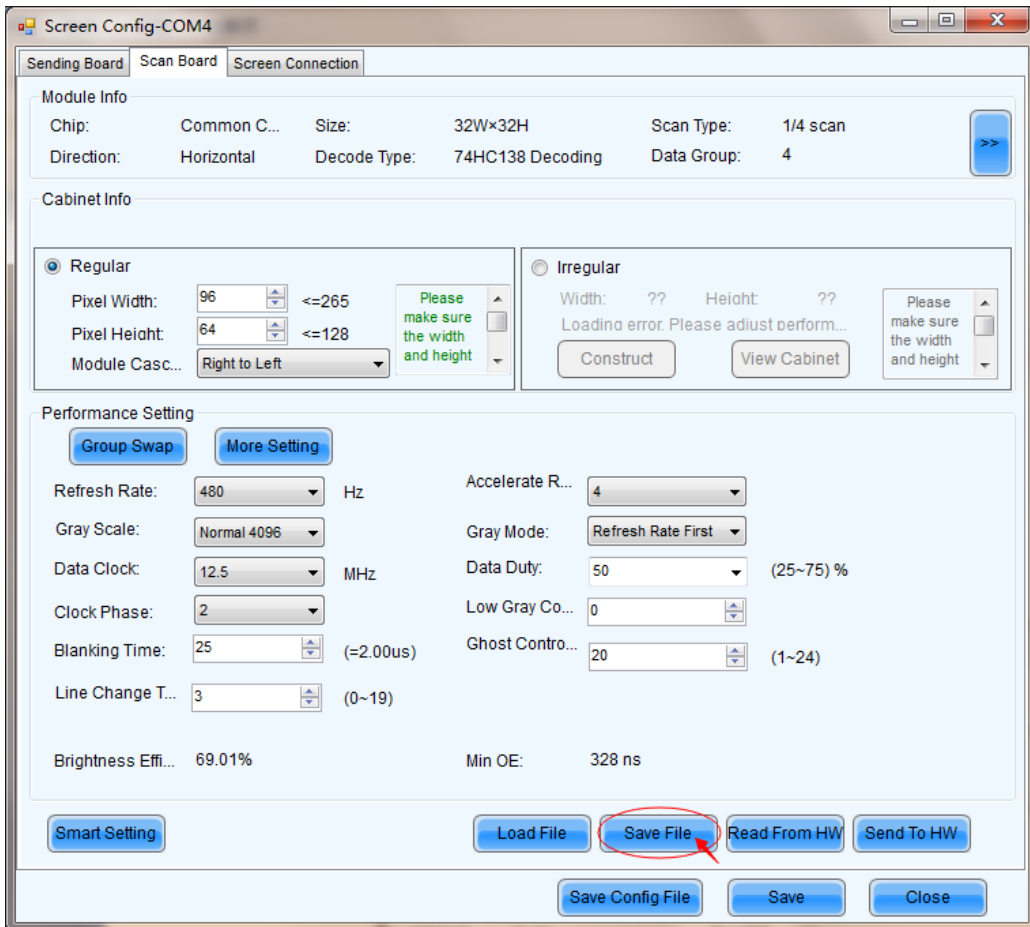 Screen Config-COM4
Sending Board Scan Board Screen Connection
Module Info
Chip: Common C... Size: 32W×32H Scan Type: 1/4 scan
Direction: Horizontal Decode Type: 74HC138 Decoding Data Group: 4
>>
Cabinet Info
Regular
Pixel Width: 96 <=265
Pixel Height: 64 <=128
Module Casc... Right to Left
Please
make sure
the width
and height
Irregular
Width: ?? Height: ??
Loading error. Please adjust perform...
Construct View Cabinet
Please
make sure
the width
and height
Performance Setting
Group Swap More Setting
Refresh Rate: 480 Hz Accelerate R... 4
Gray Scale: Normal 4096 Gray Mode: Refresh Rate First
Data Clock: 12.5 MHz Data Duty: 50 (25~75) %
Clock Phase: 2 Low Gray Co... 0
Blanking Time: 25 (=2.00us) Ghost Contro... 20 (1~24)
Line Change T... 3 (0~19)
Brightness Effi... 69.01% Min OE: 328 ns
Smart Setting Load File Save File Read From HW Send To HW
Save Config File Save Close